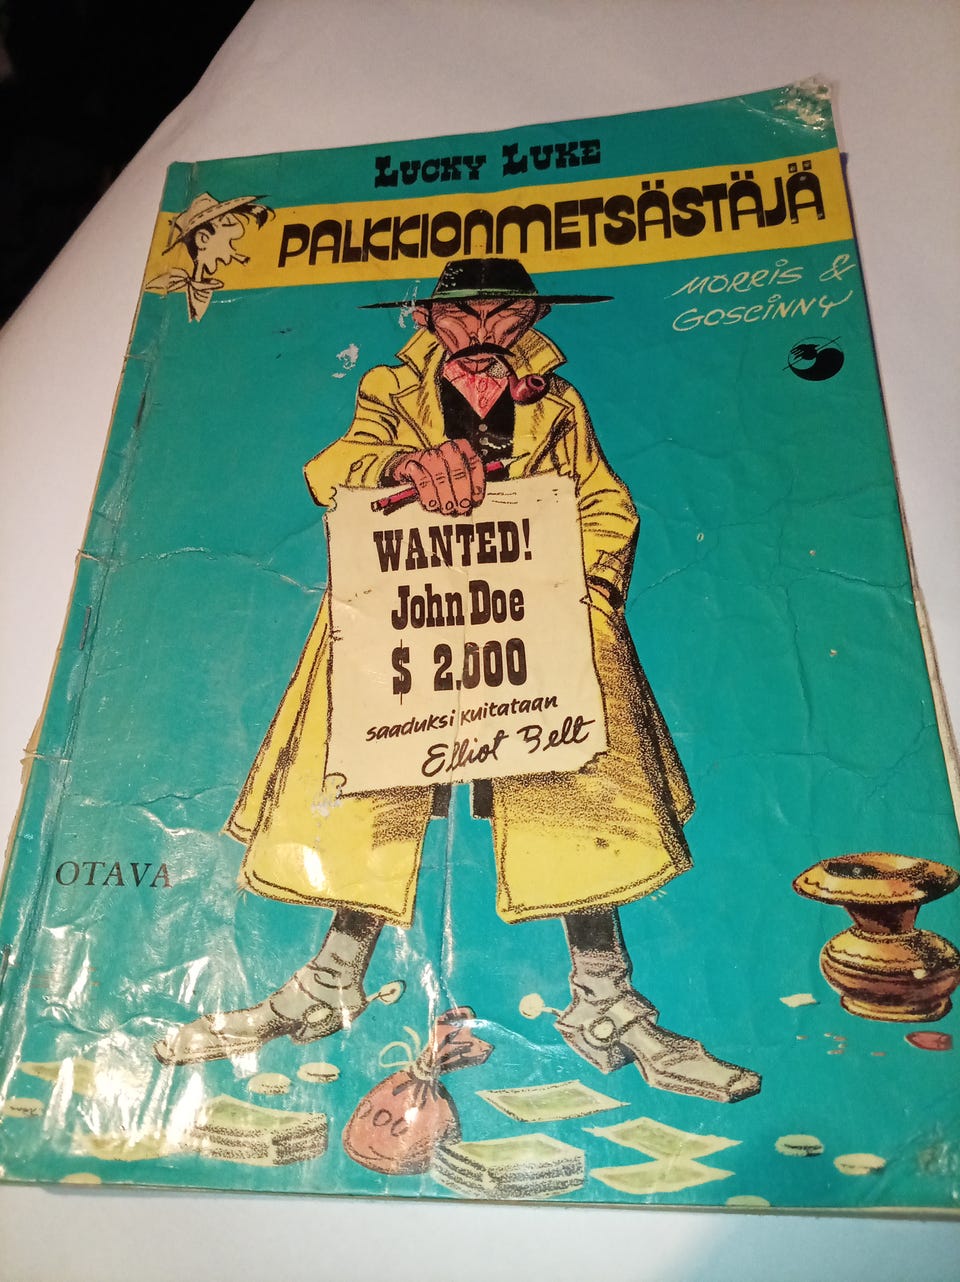 LUCKY LUKE
PALKKIONMETSÄSTÄJÄ
MORRIS &
GOSCINNY
WANTED!
John Doe
$ 2.000
saaduksi kuitataan
Elliot Belt
OTAVA